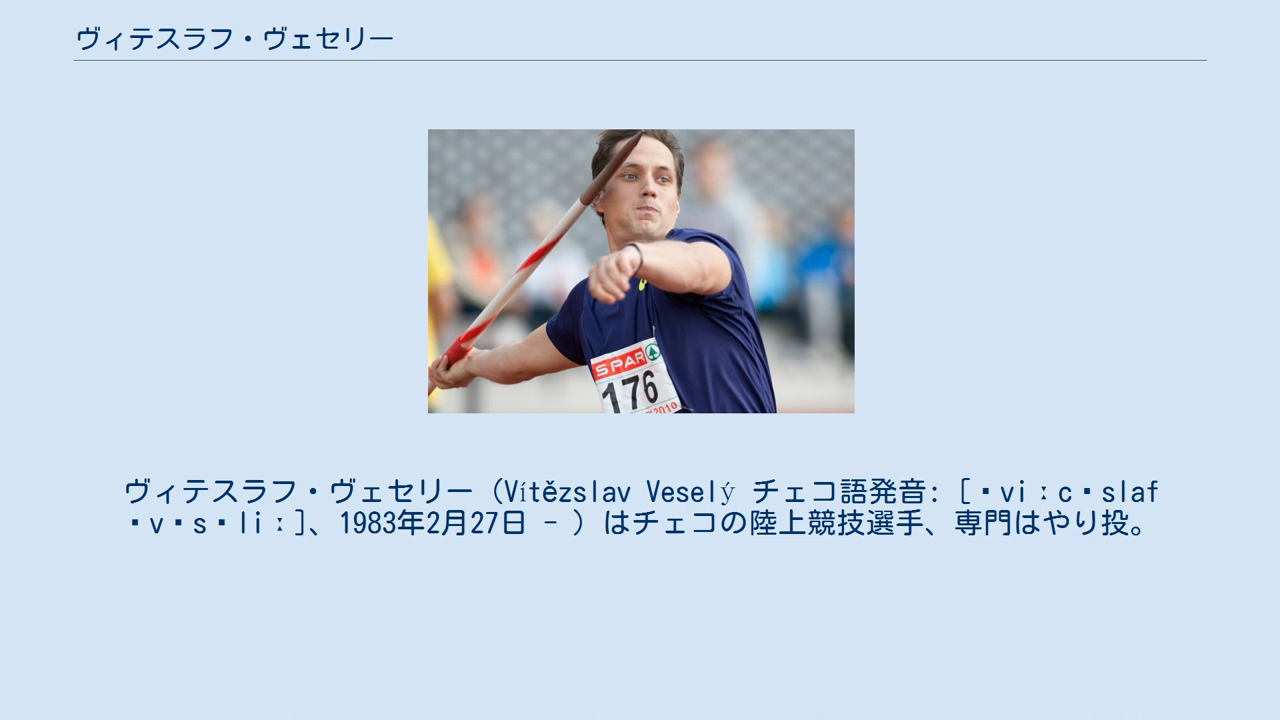 ヴィテスラフ・ヴェセリー
SPAR
176
2010
ヴィテスラフ・ヴェセリー（Vítězslav Veselý チェコ語発音: [▪viːc▪slaf
▪v▪s▪liː]、1983年2月27日 - ）はチェコの陸上競技選手、専門はやり投。